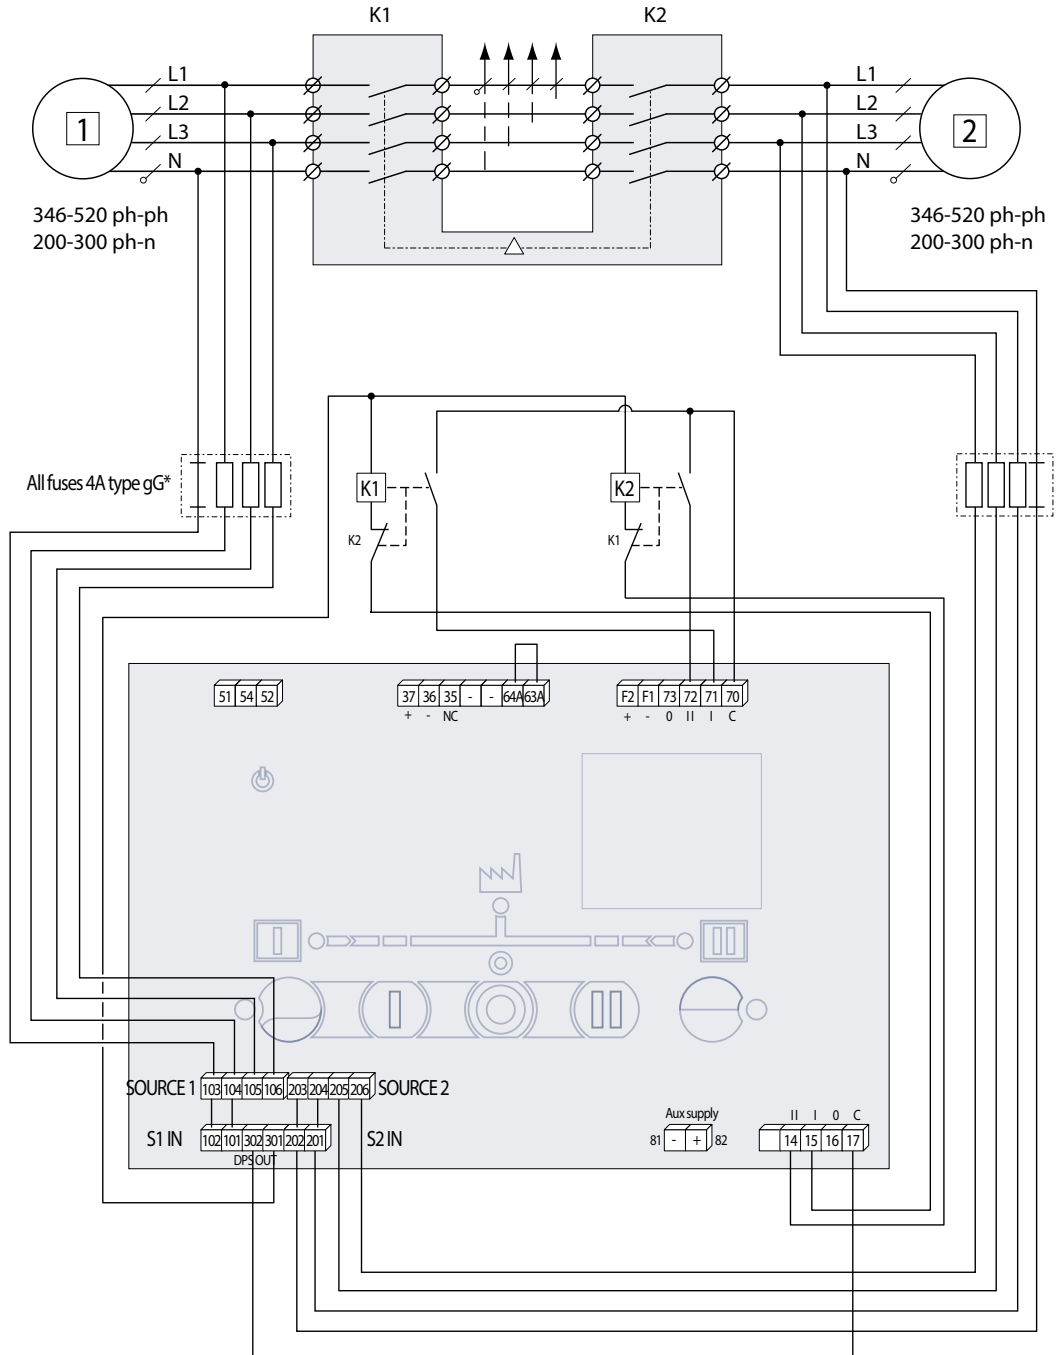 K1 K2
L1 L1
L2 L2
1 2
L3 L3
N N
346-520 ph-ph 346-520 ph-ph
200-300 ph-n 200-300 ph-n
All fuses 4A type gG*
K1 K2
K2 K1
51 54 52 37 36 35 - - 64A 63A F2 F1 73 72 71 70
+ - NC + - 0 II I C
SOURCE 1 103 104 105 106 203 204 205 206 SOURCE 2
Aux supply II I 0 C
S1 IN 102 101 302 301 202 201 S2 IN 81 - + 82 14 15 16 17
DPS OUT